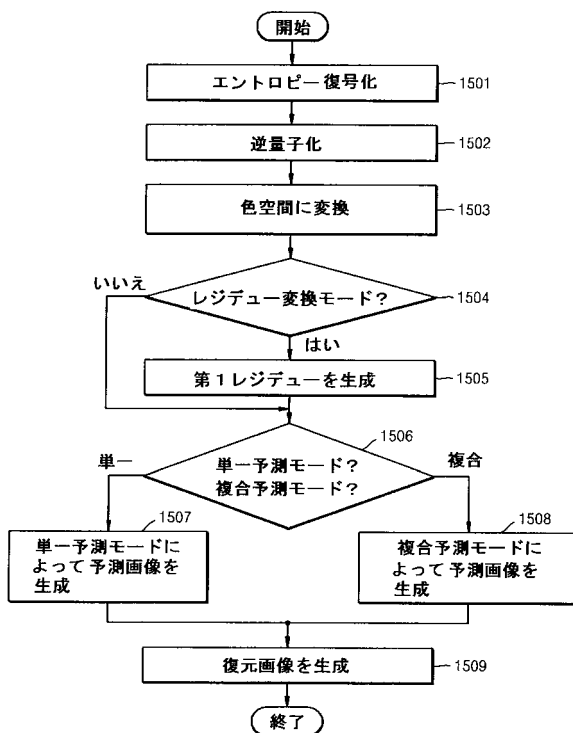 開始
エントロピー復号化
1501
逆量子化
1502
色空間に変換
1503
いいえ
レジデュー変換モード?
1504
はい
第1レジデューを生成
1505
1506
単一
単一予測モード?
複合予測モード?
複合
1507
単一予測モードに
よって予測画像を
生成
1508
複合予測モードに
よって予測画像を
生成
復元画像を生成
1509
終了